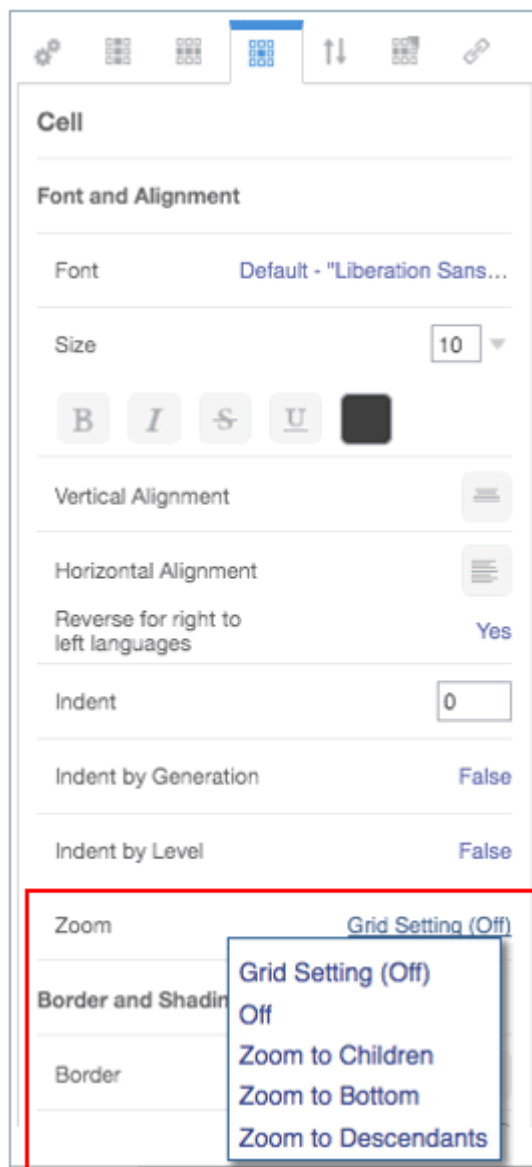 Cell
Font and Alignment
Font Default - "Liberation Sans...
Size 10
B I S U
Vertical Alignment
Horizontal Alignment
Reverse for right to
left languages Yes
Indent 0
Indent by Generation False
Indent by Level False
Zoom Grid Setting (Off)
Grid Setting (Off)
Border and Shadin
Off
Zoom to Children
Border
Zoom to Bottom
Zoom to Descendants